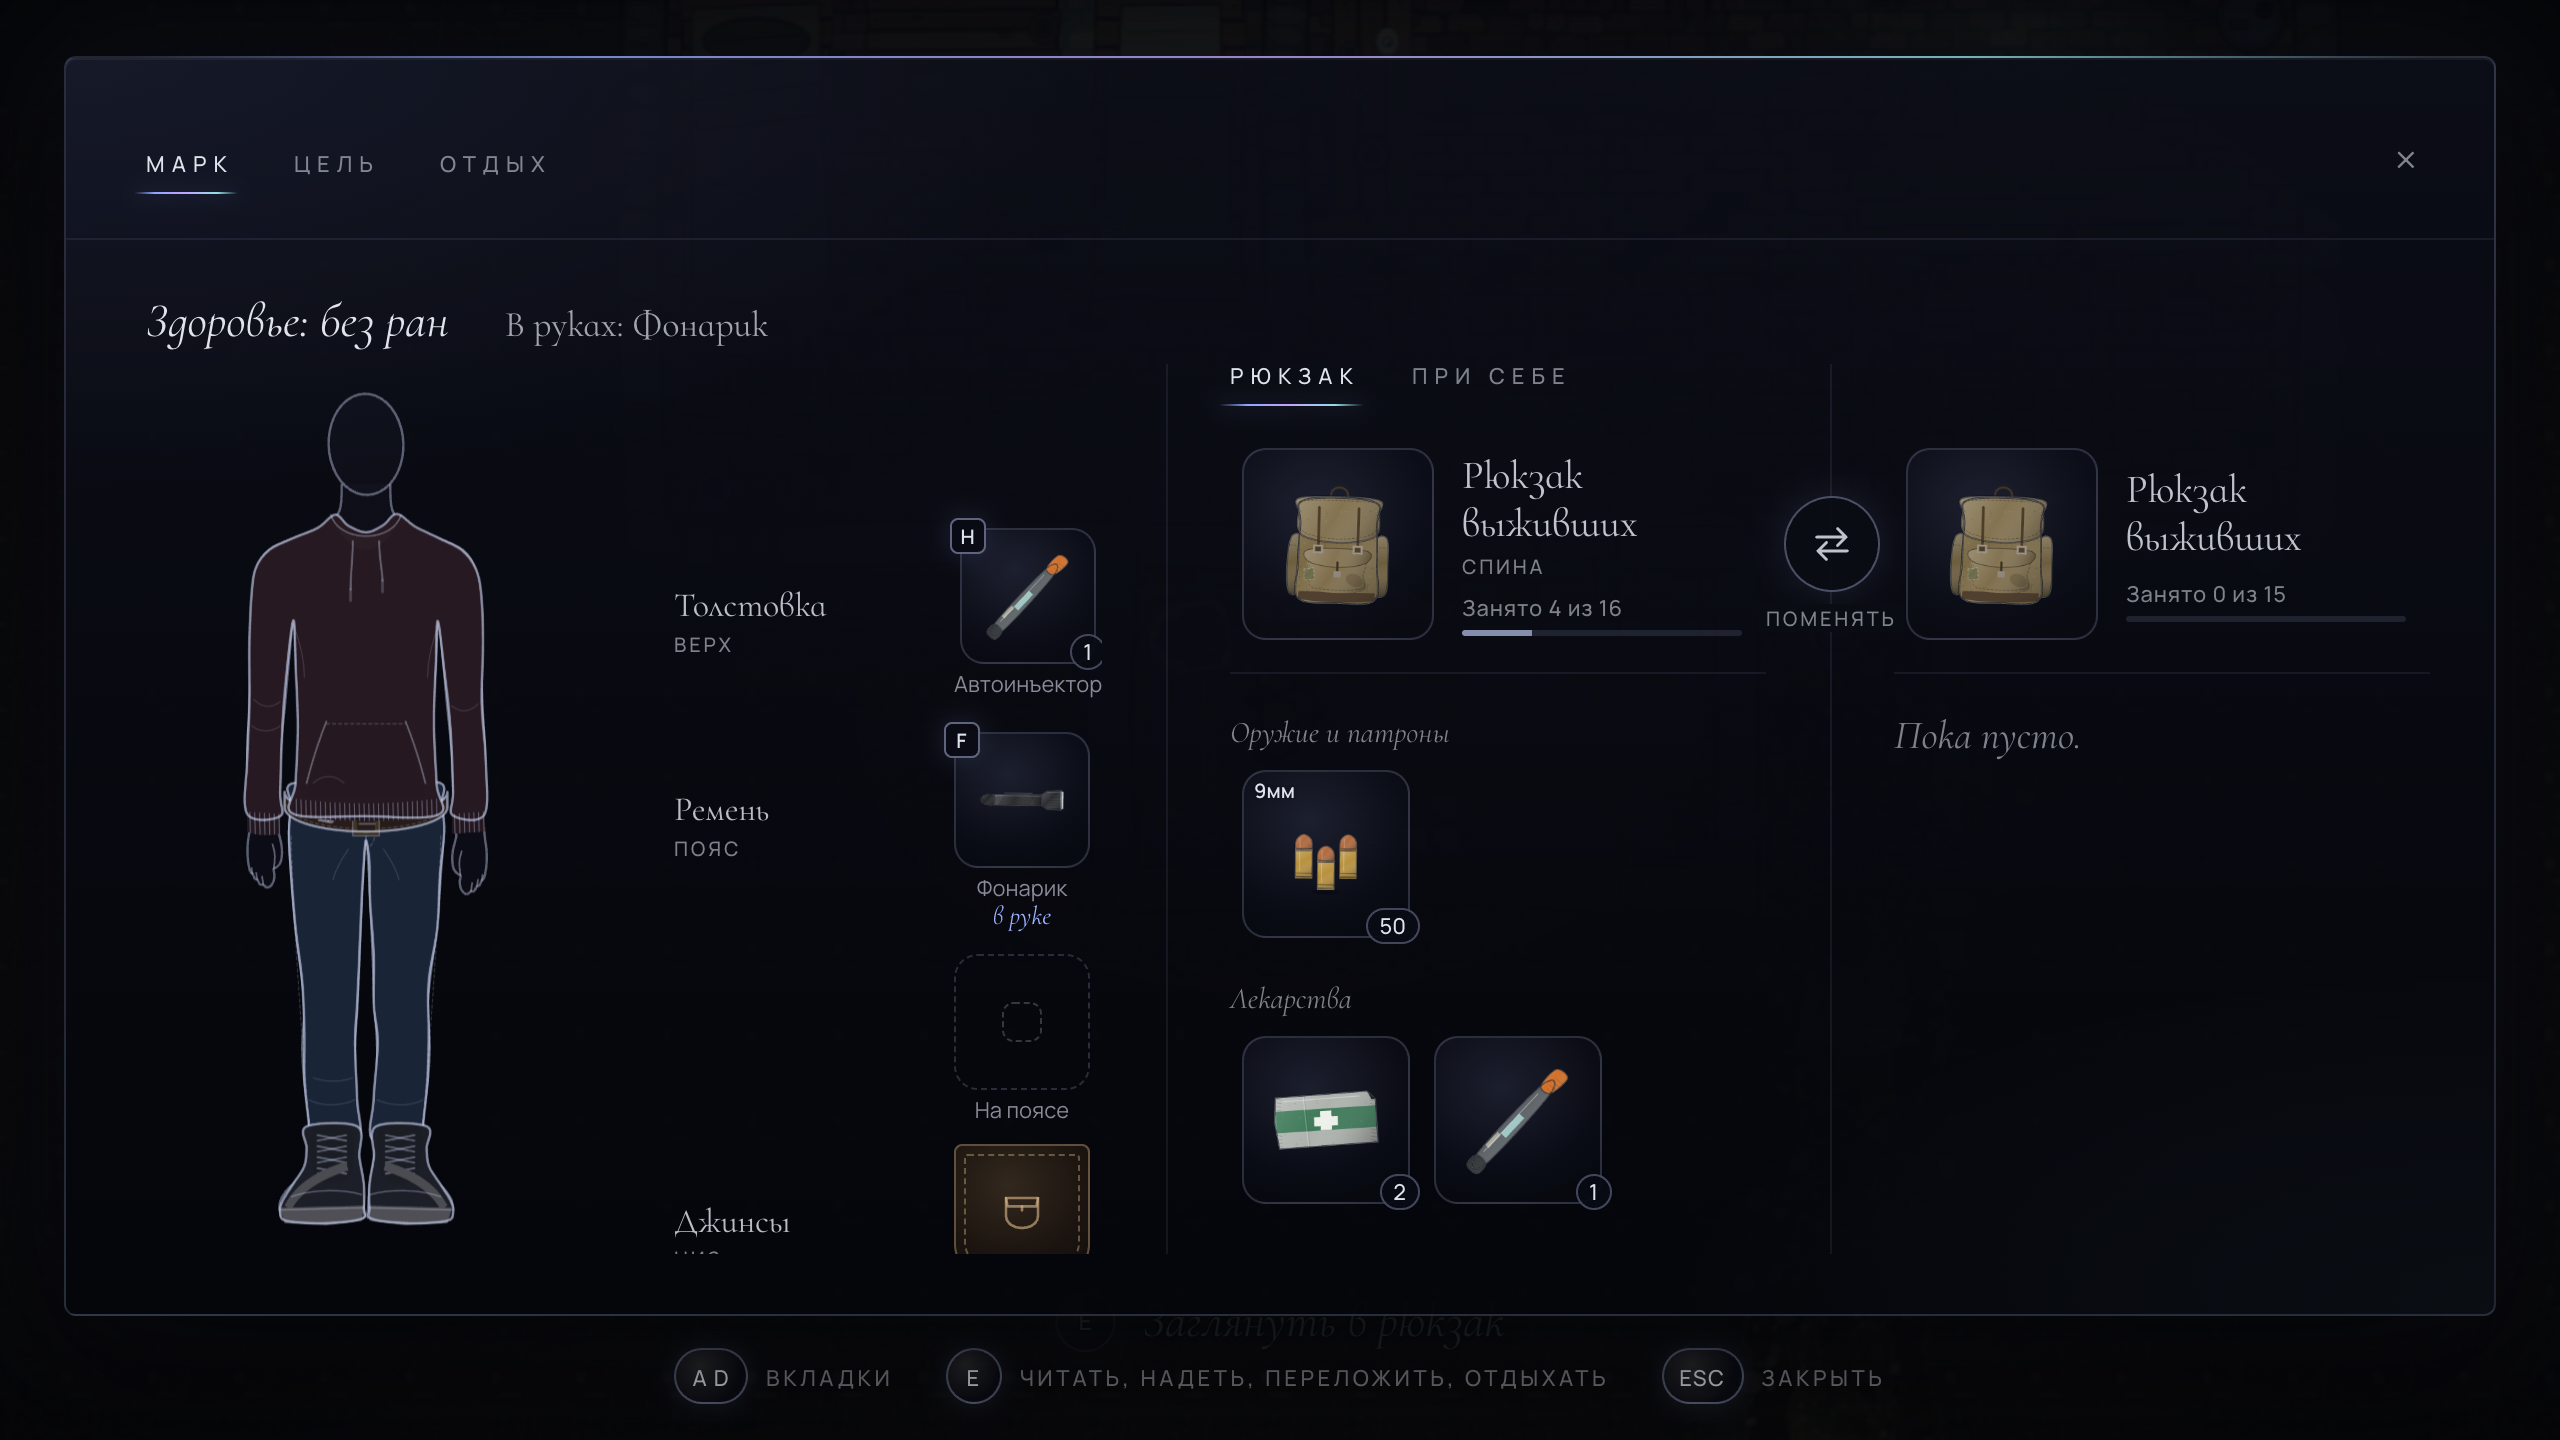 МАРК ЦЕЛЬ ОТДЫХ
Здоровье: без ран В руках: Фонарик
РЮКЗАК ПРИ СЕБЕ
Толстовка
ВЕРХ
H
1
Автоинъектор
Ремень
ПОЯС
F
Фонарик
в руке
На поясе
Джинсы
Рюкзак
выживших
СПИНА
Занято 4 из 16
ПОМЕНЯТЬ
Рюкзак
выживших
Занято 0 из 15
Оружие и патроны
9мм
50
Лекарства
2
1
Пока пусто.
E Заглянуть в рюкзак
A D ВКЛАДКИ E ЧИТАТЬ, НАДЕТЬ, ПЕРЕЛОЖИТЬ, ОТДЫХАТЬ ESC ЗАКРЫТЬ